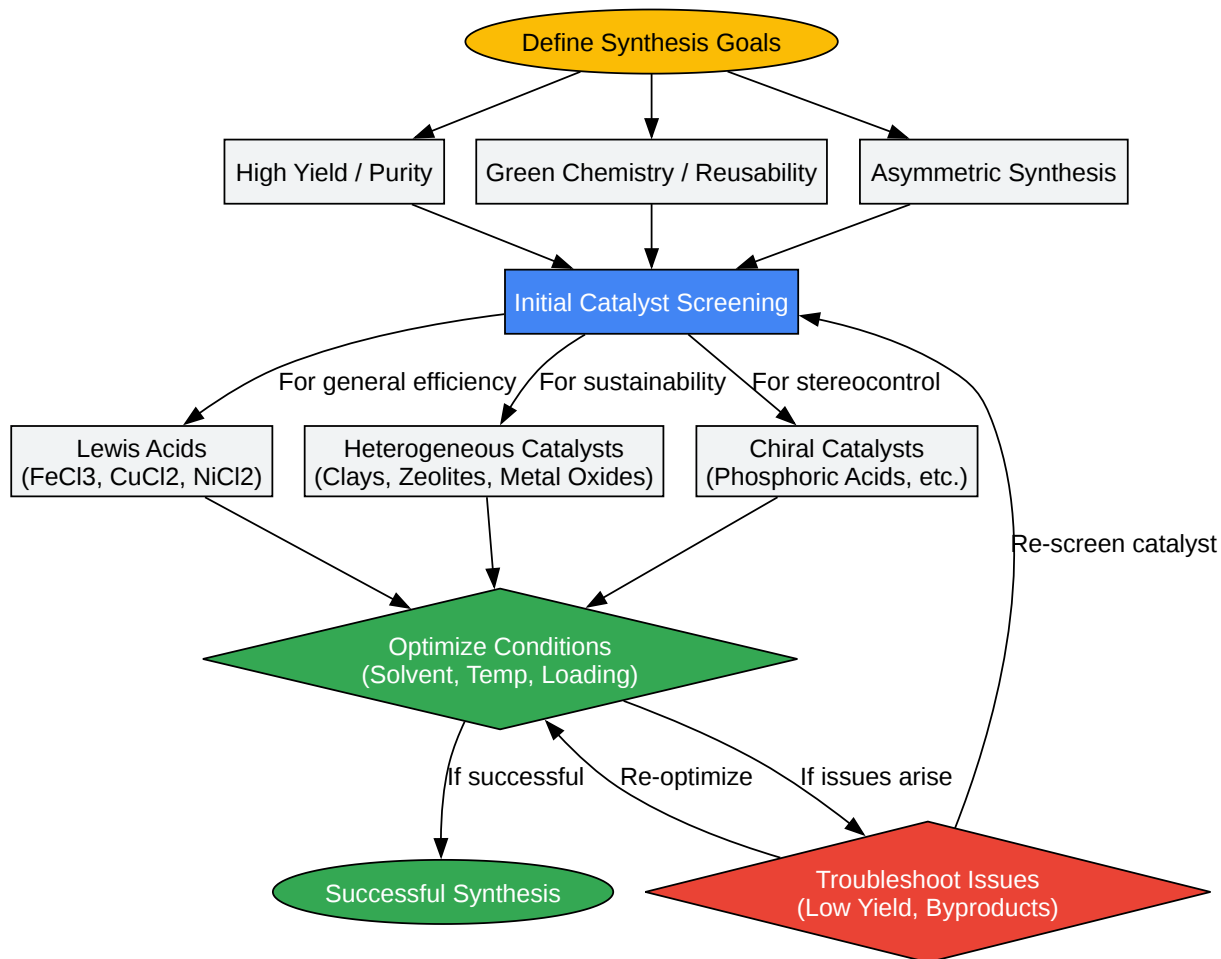 Define Synthesis Goals
High Yield / Purity
Green Chemistry / Reusability
Asymmetric Synthesis
Initial Catalyst Screening
For general efficiency
For sustainability
For stereocontrol
Lewis Acids
(FeCl3, CuCl2, NiCl2)
Heterogeneous Catalysts
(Clays, Zeolites, Metal Oxides)
Chiral Catalysts
(Phosphoric Acids, etc.)
Re-screen catalyst
Optimize Conditions
(Solvent, Temp, Loading)
If successful
Re-optimize
If issues arise
Successful Synthesis
Troubleshoot Issues
(Low Yield, Byproducts)